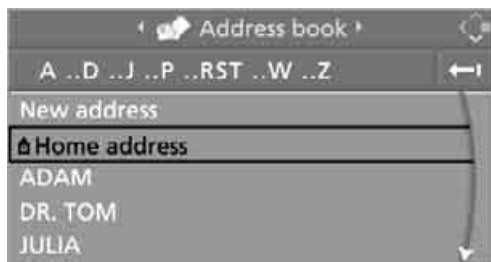 Address book
A ..D ..J ..P ..RST ..W ..Z
New address
Home address
ADAM
DR. TOM
JULIA